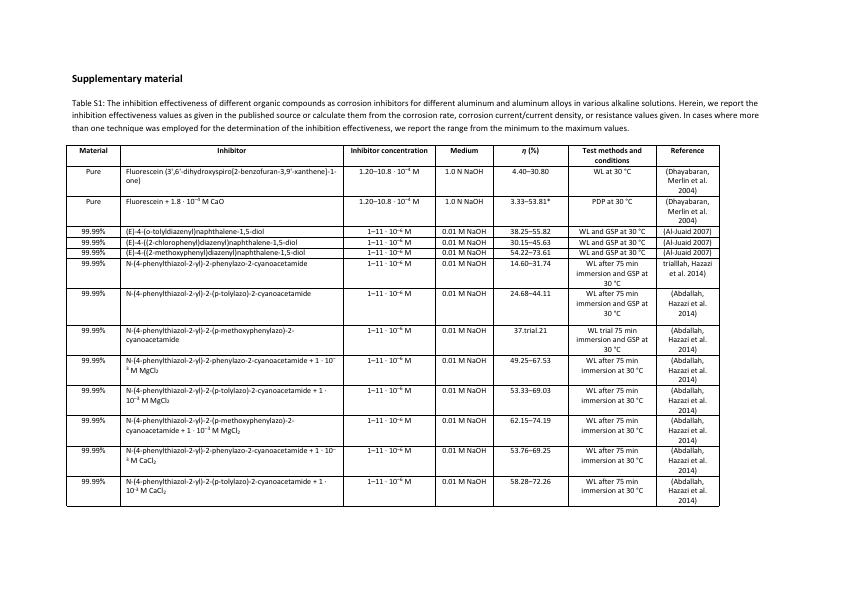 Supplementary material
Table S1: The inhibition effectiveness of different organic compounds as corrosion inhibitors for different aluminum and aluminum alloys in various alkaline solutions. Herein, we report the
inhibition effectiveness values as given in the published source or calculate them from the corrosion rate, corrosion current/current density, or resistance values given. In cases where more
than one technique was employed for the determination of the inhibition effectiveness, we report the range from the minimum to the maximum values.
Material Inhibitor Inhibitor concentration Medium η (%) Test methods and Reference
conditions
Pure Fluorescein (3',6'-dihydroxyspiro[2-benzofuran-3,9'-xanthene]-1- 1.20–10.8 · 10⁻⁴ M 1.0 N NaOH 4.40–30.80 WL at 30 °C (Dhayabaran,
one) Merlin et al.
2004)
Pure Fluorescein + 1.8 · 10⁻⁴ M CaO 1.20–10.8 · 10⁻⁴ M 1.0 N NaOH 3.33–53.81* PDP at 30 °C (Dhayabaran,
Merlin et al.
2004)
99.99% (E)-4-(o-tolyldiazenyl)naphthalene-1,5-diol 1–11 · 10⁻⁶ M 0.01 M NaOH 38.25–55.82 WL and GSP at 30 °C (Al-Juaid 2007)
99.99% (E)-4-((2-chlorophenyl)diazenyl)naphthalene-1,5-diol 1–11 · 10⁻⁶ M 0.01 M NaOH 30.15–45.63 WL and GSP at 30 °C (Al-Juaid 2007)
99.99% (E)-4-((2-methoxyphenyl)diazenyl)naphthalene-1,5-diol 1–11 · 10⁻⁶ M 0.01 M NaOH 54.22–73.61 WL and GSP at 30 °C (Al-Juaid 2007)
99.99% N-(4-phenylthiazol-2-yl)-2-phenylazo-2-cyanoacetamide 1–11 · 10⁻⁶ M 0.01 M NaOH 14.60–31.74 WL after 75 min triallah, Hazazi
immersion and GSP at et al. 2014)
30 °C
99.99% N-(4-phenylthiazol-2-yl)-2-(p-tolylazo)-2-cyanoacetamide 1–11 · 10⁻⁶ M 0.01 M NaOH 24.68–44.11 WL after 75 min (Abdallah,
immersion and GSP at Hazazi et al.
30 °C 2014)
99.99% N-(4-phenylthiazol-2-yl)-2-(p-methoxyphenylazo)-2- 1–11 · 10⁻⁶ M 0.01 M NaOH 37.trial.21 WL trial 75 min (Abdallah,
cyanoacetamide immersion and GSP at Hazazi et al.
30 °C 2014)
99.99% N-(4-phenylthiazol-2-yl)-2-phenylazo-2-cyanoacetamide + 1 · 10⁻ 1–11 · 10⁻⁶ M 0.01 M NaOH 49.25–67.53 WL after 75 min (Abdallah,
³ M MgCl₂ immersion at 30 °C Hazazi et al.
2014)
99.99% N-(4-phenylthiazol-2-yl)-2-(p-tolylazo)-2-cyanoacetamide + 1 · 1–11 · 10⁻⁶ M 0.01 M NaOH 53.33–69.03 WL after 75 min (Abdallah,
10⁻³ M MgCl₂ immersion at 30 °C Hazazi et al.
2014)
99.99% N-(4-phenylthiazol-2-yl)-2-(p-methoxyphenylazo)-2- 1–11 · 10⁻⁶ M 0.01 M NaOH 62.15–74.19 WL after 75 min (Abdallah,
cyanoacetamide + 1 · 10⁻³ M MgCl₂ immersion at 30 °C Hazazi et al.
2014)
99.99% N-(4-phenylthiazol-2-yl)-2-phenylazo-2-cyanoacetamide + 1 · 10⁻ 1–11 · 10⁻⁶ M 0.01 M NaOH 53.76–69.25 WL after 75 min (Abdallah,
³ M CaCl₂ immersion at 30 °C Hazazi et al.
2014)
99.99% N-(4-phenylthiazol-2-yl)-2-(p-tolylazo)-2-cyanoacetamide + 1 · 1–11 · 10⁻⁶ M 0.01 M NaOH 58.28–72.26 WL after 75 min (Abdallah,
10⁻³ M CaCl₂ immersion at 30 °C Hazazi et al.
2014)